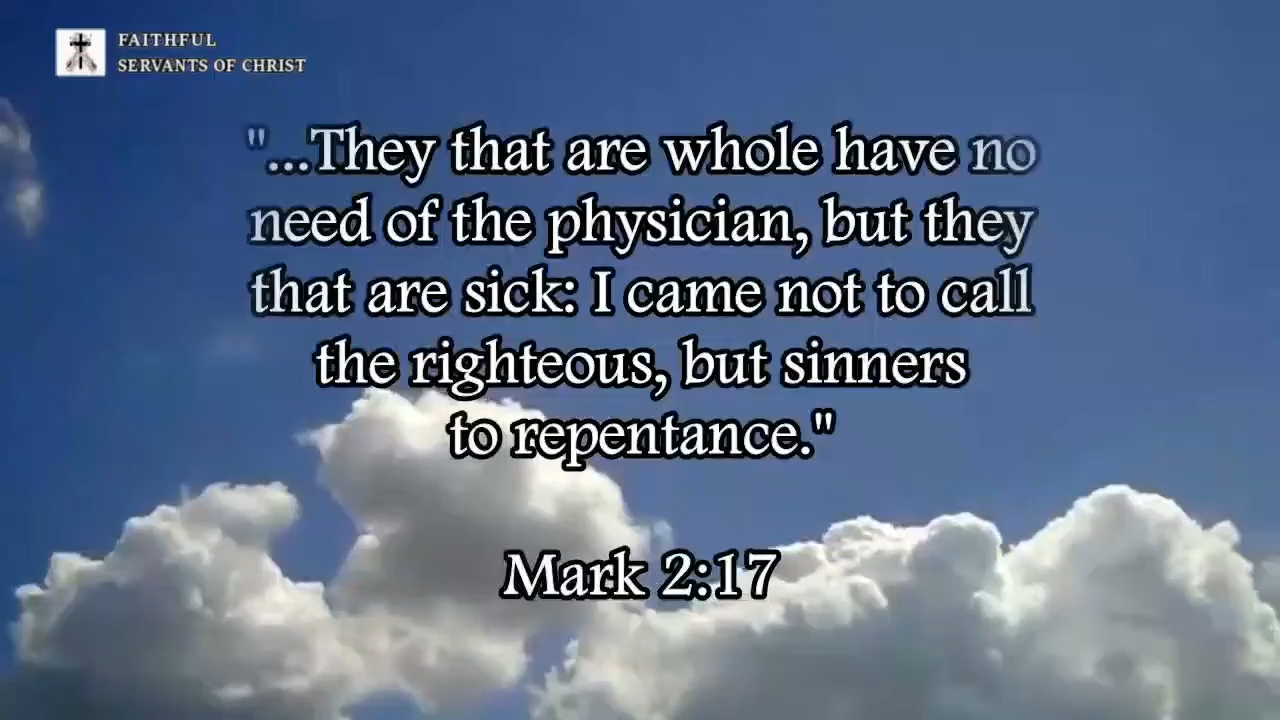 FAITHFUL
SERVANTS OF CHRIST
"...They that are whole have no
need of the physician, but they
that are sick: I came not to call
the righteous, but sinners
to repentance."
Mark 2:17